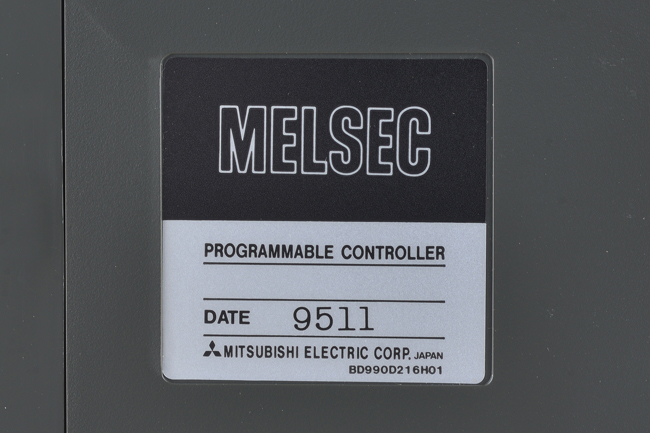 MELSEC
PROGRAMMABLE CONTROLLER
DATE 9511
MITSUBISHI ELECTRIC CORP. JAPAN
BD990D216H01